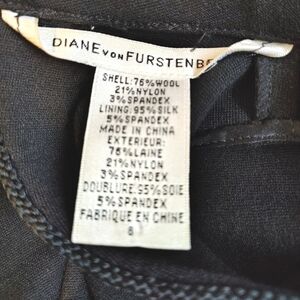 DIANE VON FURSTENBE
SHELL:76%WOOL
21%NYLON
3%SPANDEX
LINING:95%SILK
5%SPANDEX
MADE IN CHINA
EXTERIEUR:
76%LAINE
21%NYLON
3%SPANDEX
DOUBLURE:95%SOIE
5%SPANDEX
FABRIQUE EN CHINE
6